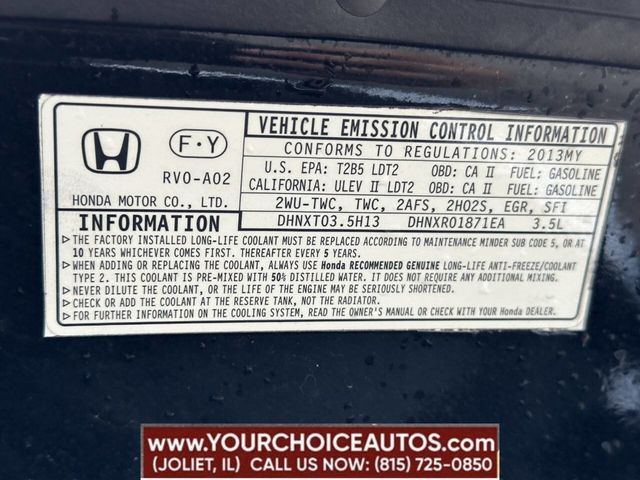 F·Y
RV0-A02
HONDA MOTOR CO., LTD.
INFORMATION
VEHICLE EMISSION CONTROL INFORMATION
CONFORMS TO REGULATIONS: 2013MY
U.S. EPA: T2B5 LDT2 OBD: CA II FUEL: GASOLINE
CALIFORNIA: ULEV II LDT2 OBD: CA II FUEL: GASOLINE
2WU-TWC, TWC, 2AFS, 2HO2S, EGR, SFI
DHNXT03.5H13 DHNXR01871EA 3.5L
▷THE FACTORY INSTALLED LONG-LIFE COOLANT MUST BE REPLACED ACCORDING TO MAINTENANCE MINDER SUB CODE 5, OR AT
10 YEARS WHICHEVER COMES FIRST. THEREAFTER EVERY 5 YEARS.
▷WHEN ADDING OR REPLACING COOLANT, ALWAYS USE Honda RECOMMENDED GENUINE LONG-LIFE ANTI-FREEZE/COOLANT
TYPE 2. THIS COOLANT IS PRE-MIXED WITH 50% DISTILLED WATER. IT DOES NOT REQUIRE ANY ADDITIONAL MIXING.
▷NEVER DILUTE THE COOLANT, OR THE LIFE OF THE ENGINE MAY BE SERIOUSLY SHORTENED.
▷CHECK OR ADD COOLANT AT THE RESERVE TANK, NOT THE RADIATOR.
▷FOR FURTHER INFORMATION ON THE COOLING SYSTEM, READ THE OWNER'S MANUAL OR CHECK WITH YOUR Honda DEALER.
WWW.YOURCHOICEAUTOS.COM
(JOLIET, IL) CALL US NOW: (815) 725-0850